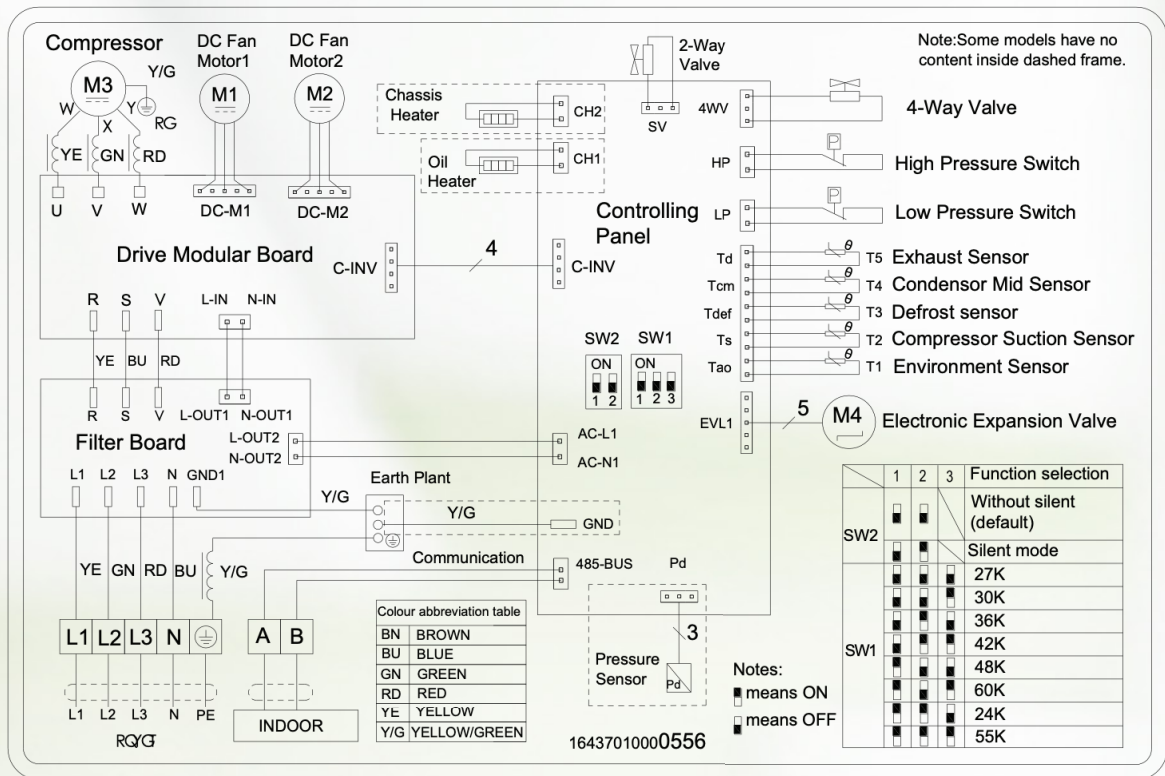 Compressor
DC Fan
Motor1
DC Fan
Motor2
M3
Y/G
M1
M2
W
X
Y
RG
YE
GN
RD
U
V
W
DC-M1
DC-M2
Drive Modular Board
C-INV
4
C-INV
R
S
V
L-IN
N-IN
YE
BU
RD
R
S
V
L-OUT1
N-OUT1
Filter Board
L-OUT2
N-OUT2
AC-L1
AC-N1
L1
L2
L3
N
GND1
Earth Plant
Y/G
Y/G
GND
YE
GN
RD
BU
Y/G
Communication
485-BUS
Pd
L1
L2
L3
N
A
B
L1
L2
L3
N
PE
INDOOR
RQYGT
Colour abbreviation table
BN BROWN
BU BLUE
GN GREEN
RD RED
YE YELLOW
Y/G YELLOW/GREEN
2-Way
Valve
SV
Chassis
Heater
CH2
Oil
Heater
CH1
Controlling
Panel
SW2
SW1
ON
1 2
ON
1 2 3
Note:Some models have no
content inside dashed frame.
4WV
4-Way Valve
P
HP
High Pressure Switch
P
LP
Low Pressure Switch
Td
θ
T5 Exhaust Sensor
Tcm
θ
T4 Condensor Mid Sensor
Tdef
θ
T3 Defrost sensor
Ts
θ
T2 Compressor Suction Sensor
Tao
θ
T1 Environment Sensor
EVL1
5
M4
Electronic Expansion Valve
3
Pressure
Sensor
Pd
Notes:
means ON
means OFF
16437010000556
1 2 3 Function selection
SW2
Without silent
(default)
Silent mode
SW1
27K
30K
36K
42K
48K
60K
24K
55K